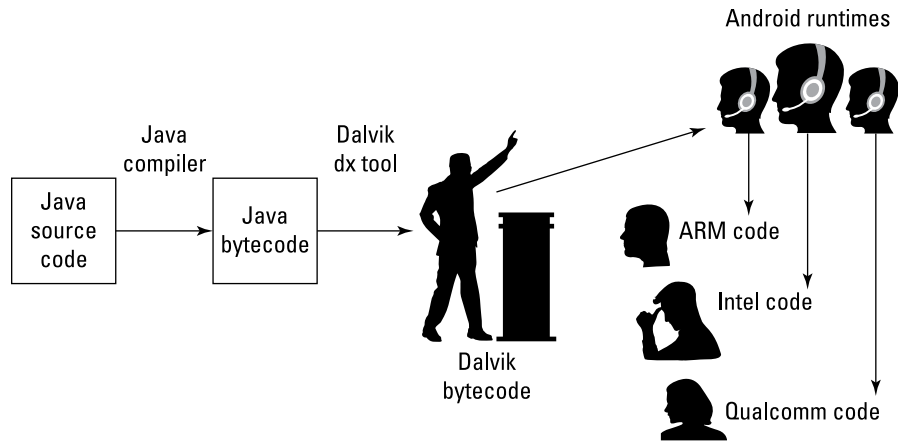 Android runtimes
Java
compiler
Dalvik
dx tool
Java
source
code
Java
bytecode
ARM code
Intel code
Dalvik
bytecode
Qualcomm code